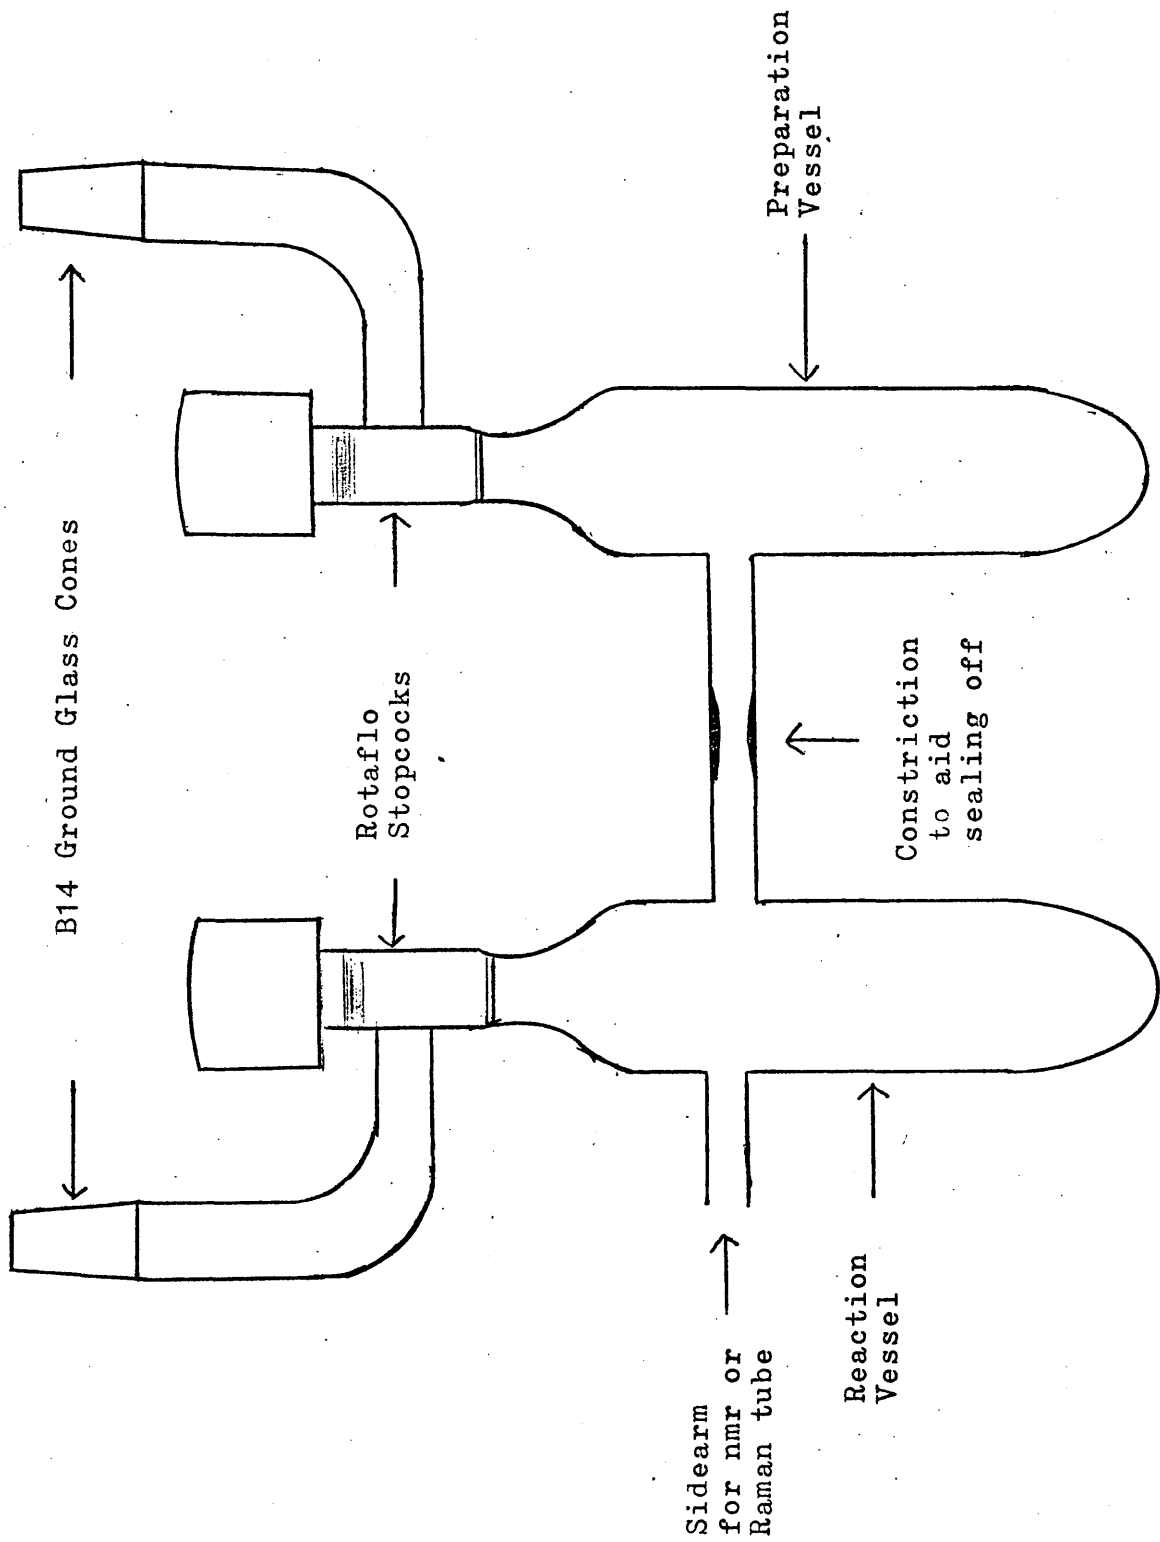 B14 Ground Glass Cones
Rotaflo
Stopcocks
Sidearm
for nmr or
Raman tube
Reaction
Vessel
Constriction
to aid
sealing off
Preparation
Vessel